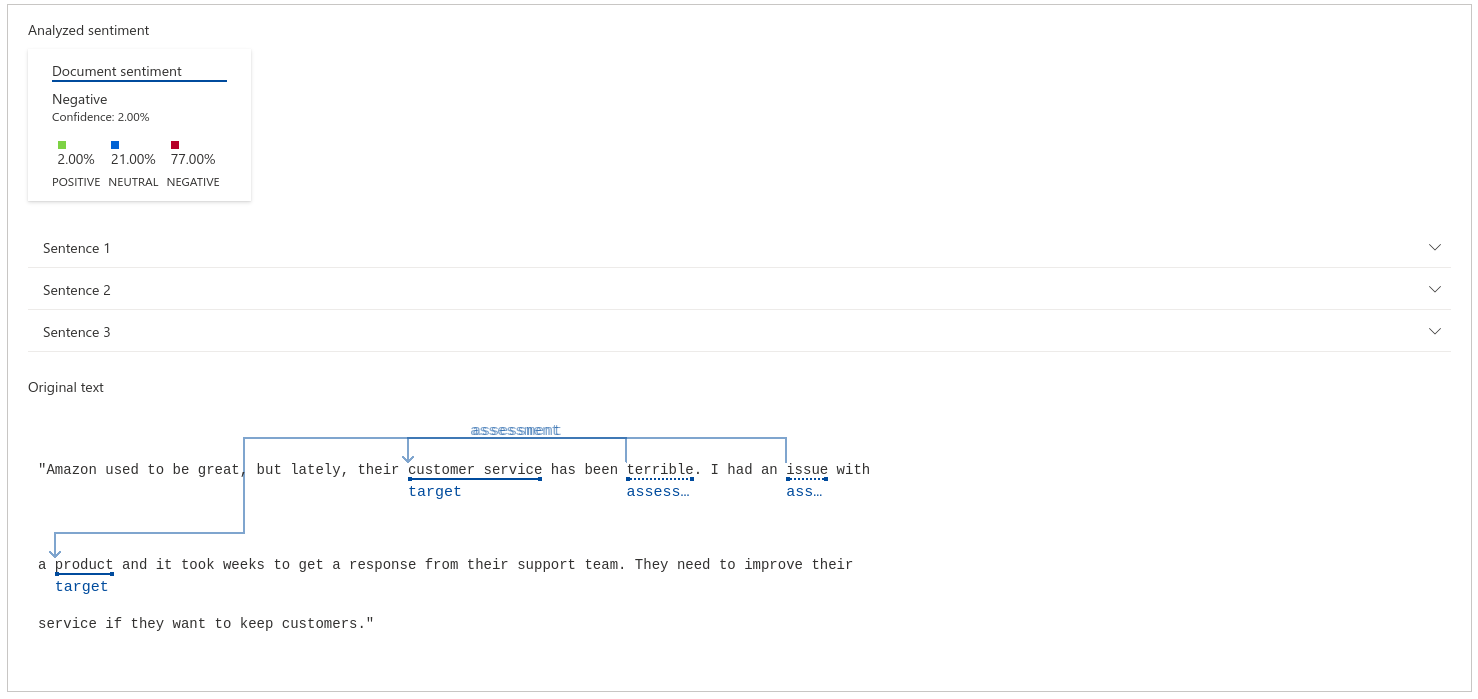 Analyzed sentiment
Document sentiment
Negative
Confidence: 2.00%
2.00% 21.00% 77.00%
POSITIVE NEUTRAL NEGATIVE
Sentence 1
Sentence 2
Sentence 3
Original text
assessment
"Amazon used to be great, but lately, their customer service has been terrible. I had an issue with
target assess… ass…
a product and it took weeks to get a response from their support team. They need to improve their
target
service if they want to keep customers."